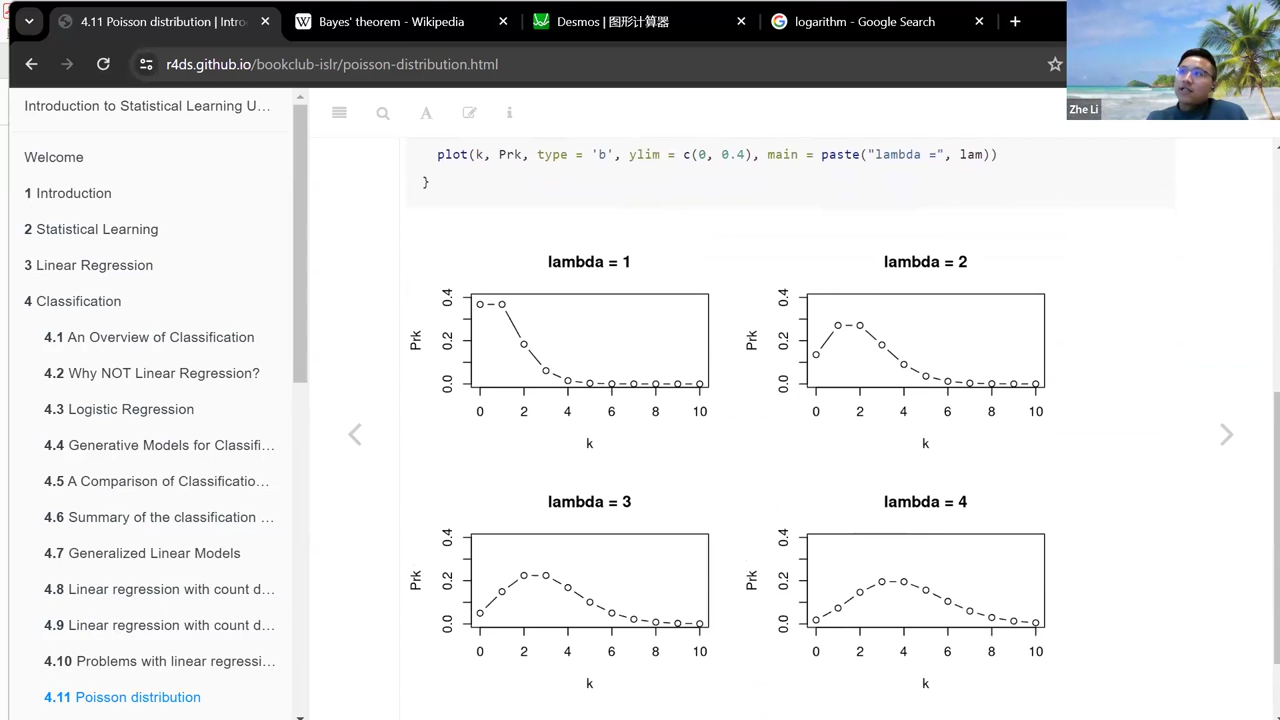 4.11 Poisson distribution | Intro
Bayes' theorem - Wikipedia
Desmos | 图形计算器
logarithm - Google Search
r4ds.github.io/bookclub-islr/poisson-distribution.html
Zhe Li
Introduction to Statistical Learning U…
Welcome
1 Introduction
2 Statistical Learning
3 Linear Regression
4 Classification
4.1 An Overview of Classification
4.2 Why NOT Linear Regression?
4.3 Logistic Regression
4.4 Generative Models for Classifi…
4.5 A Comparison of Classificatio…
4.6 Summary of the classification …
4.7 Generalized Linear Models
4.8 Linear regression with count d…
4.9 Linear regression with count d…
4.10 Problems with linear regressi…
4.11 Poisson distribution
plot(k, Prk, type = 'b', ylim = c(0, 0.4), main = paste("lambda =", lam))
}
lambda = 1
Prk
0.0 0.2 0.4
0 2 4 6 8 10
k
lambda = 2
Prk
0.0 0.2 0.4
0 2 4 6 8 10
k
lambda = 3
Prk
0.0 0.2 0.4
0 2 4 6 8 10
k
lambda = 4
Prk
0.0 0.2 0.4
0 2 4 6 8 10
k